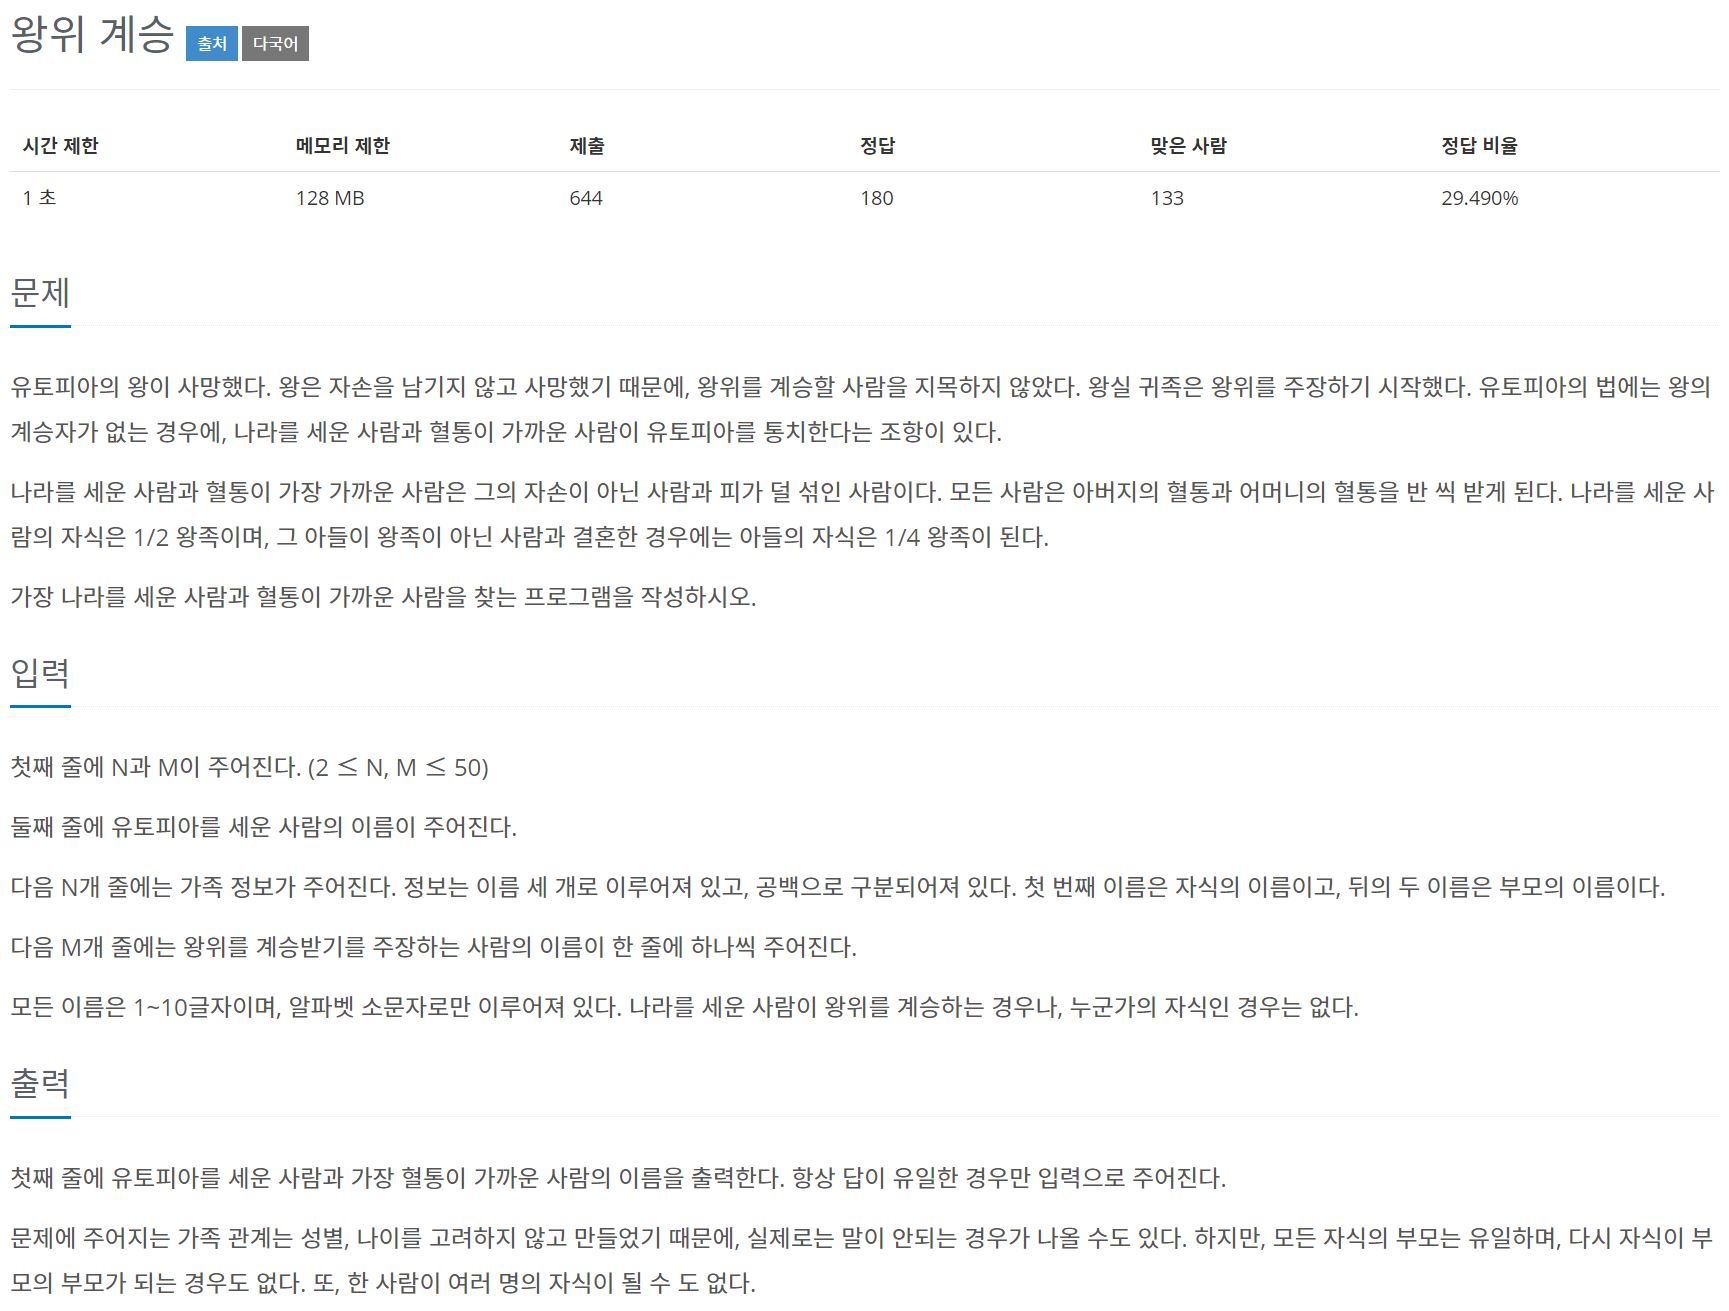 왕위 계승 출처 다국어
시간 제한 메모리 제한 제출 정답 맞은 사람 정답 비율
1 초 128 MB 644 180 133 29.490%
문제
유토피아의 왕이 사망했다. 왕은 자손을 남기지 않고 사망했기 때문에, 왕위를 계승할 사람을 지목하지 않았다. 왕실 귀족은 왕위를 주장하기 시작했다. 유토피아의 법에는 왕의
계승자가 없는 경우에, 나라를 세운 사람과 혈통이 가까운 사람이 유토피아를 통치한다는 조항이 있다.
나라를 세운 사람과 혈통이 가장 가까운 사람은 그의 자손이 아닌 사람과 피가 덜 섞인 사람이다. 모든 사람은 아버지의 혈통과 어머니의 혈통을 반 씩 받게 된다. 나라를 세운 사
람의 자식은 1/2 왕족이며, 그 아들이 왕족이 아닌 사람과 결혼한 경우에는 아들의 자식은 1/4 왕족이 된다.
가장 나라를 세운 사람과 혈통이 가까운 사람을 찾는 프로그램을 작성하시오.
입력
첫째 줄에 N과 M이 주어진다. (2 ≤ N, M ≤ 50)
둘째 줄에 유토피아를 세운 사람의 이름이 주어진다.
다음 N개 줄에는 가족 정보가 주어진다. 정보는 이름 세 개로 이루어져 있고, 공백으로 구분되어져 있다. 첫 번째 이름은 자식의 이름이고, 뒤의 두 이름은 부모의 이름이다.
다음 M개 줄에는 왕위를 계승받기를 주장하는 사람의 이름이 한 줄에 하나씩 주어진다.
모든 이름은 1~10글자이며, 알파벳 소문자로만 이루어져 있다. 나라를 세운 사람이 왕위를 계승하는 경우나, 누군가의 자식인 경우는 없다.
출력
첫째 줄에 유토피아를 세운 사람과 가장 혈통이 가까운 사람의 이름을 출력한다. 항상 답이 유일한 경우만 입력으로 주어진다.
문제에 주어지는 가족 관계는 성별, 나이를 고려하지 않고 만들었기 때문에, 실제로는 말이 안되는 경우가 나올 수도 있다. 하지만, 모든 자식의 부모는 유일하며, 다시 자식이 부
모의 부모가 되는 경우도 없다. 또, 한 사람이 여러 명의 자식이 될 수 도 없다.